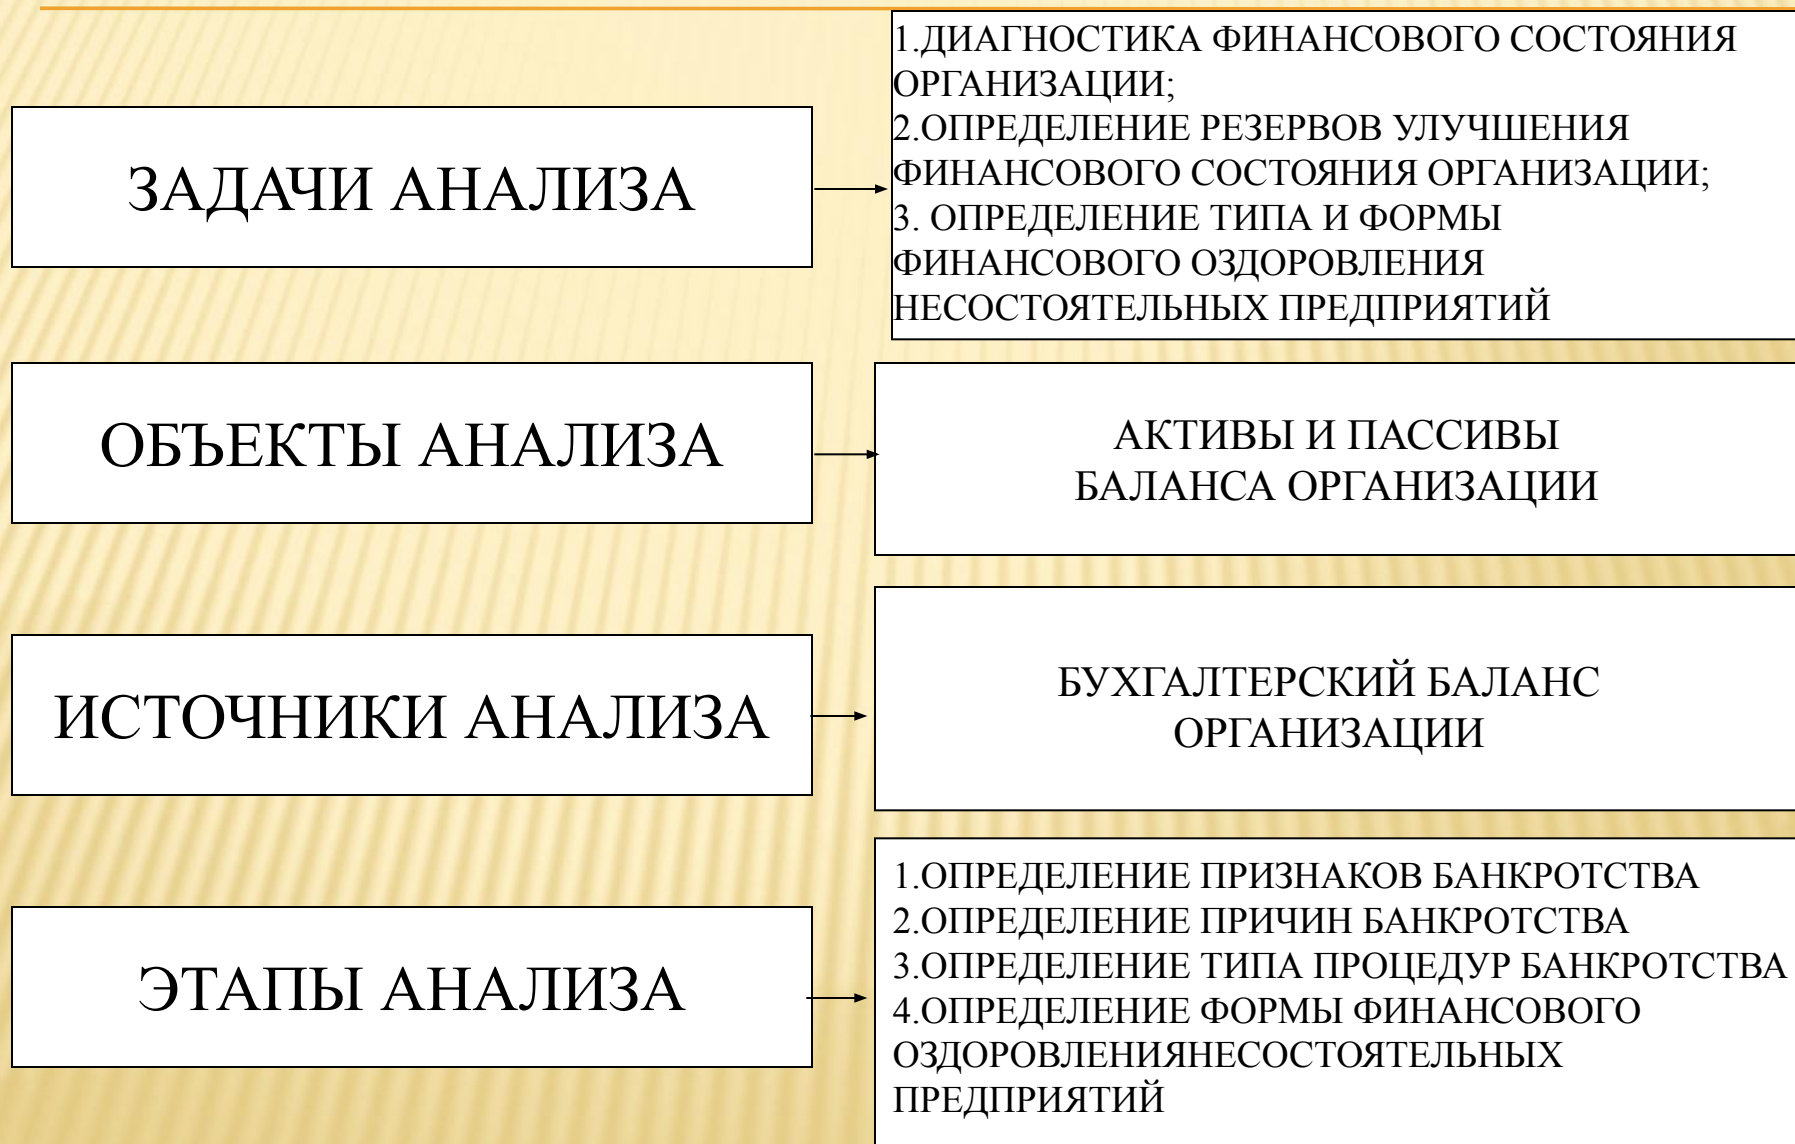 ЗАДАЧИ АНАЛИЗА
1.ДИАГНОСТИКА ФИНАНСОВОГО СОСТОЯНИЯ
ОРГАНИЗАЦИИ;
2.ОПРЕДЕЛЕНИЕ РЕЗЕРВОВ УЛУЧШЕНИЯ
ФИНАНСОВОГО СОСТОЯНИЯ ОРГАНИЗАЦИИ;
3. ОПРЕДЕЛЕНИЕ ТИПА И ФОРМЫ
ФИНАНСОВОГО ОЗДОРОВЛЕНИЯ
НЕСОСТОЯТЕЛЬНЫХ ПРЕДПРИЯТИЙ
ОБЪЕКТЫ АНАЛИЗА
АКТИВЫ И ПАССИВЫ
БАЛАНСА ОРГАНИЗАЦИИ
ИСТОЧНИКИ АНАЛИЗА
БУХГАЛТЕРСКИЙ БАЛАНС
ОРГАНИЗАЦИИ
ЭТАПЫ АНАЛИЗА
1.ОПРЕДЕЛЕНИЕ ПРИЗНАКОВ БАНКРОТСТВА
2.ОПРЕДЕЛЕНИЕ ПРИЧИН БАНКРОТСТВА
3.ОПРЕДЕЛЕНИЕ ТИПА ПРОЦЕДУР БАНКРОТСТВА
4.ОПРЕДЕЛЕНИЕ ФОРМЫ ФИНАНСОВОГО
ОЗДОРОВЛЕНИЯНЕСОСТОЯТЕЛЬНЫХ
ПРЕДПРИЯТИЙ